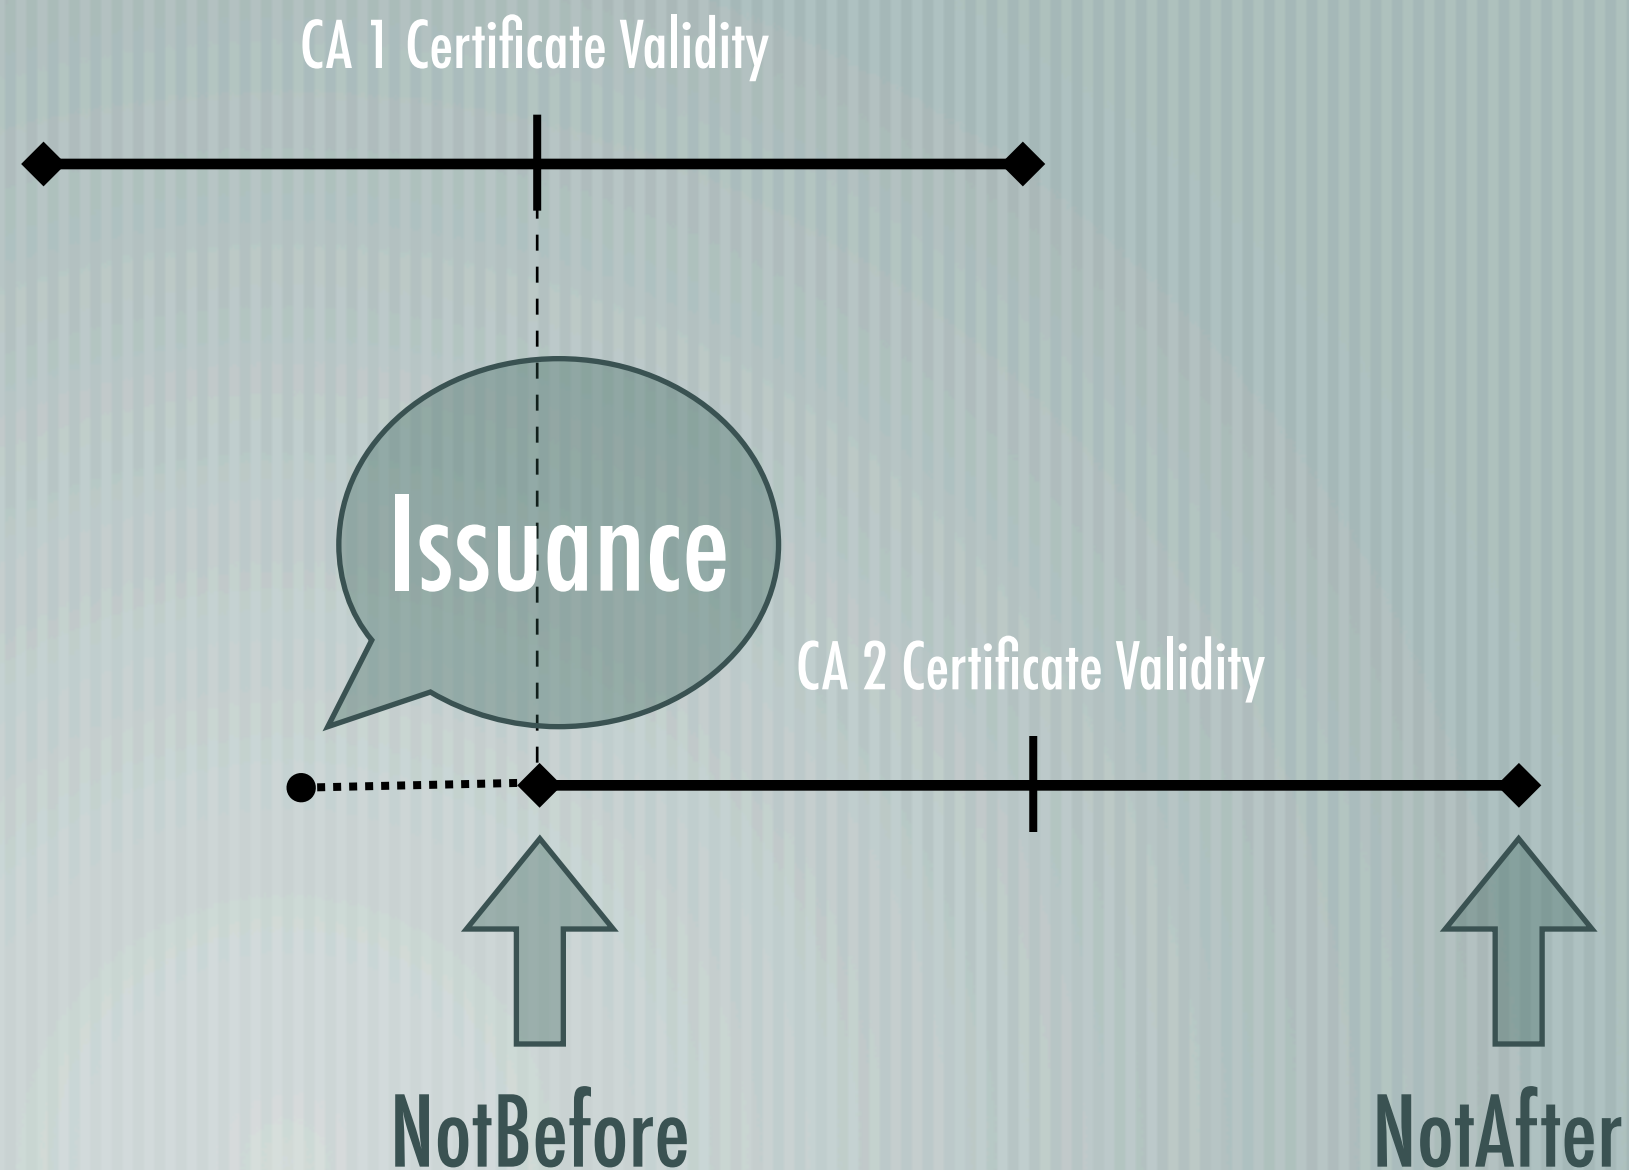 CA 1 Certificate Validity
Issuance
CA 2 Certificate Validity
NotBefore
NotAfter